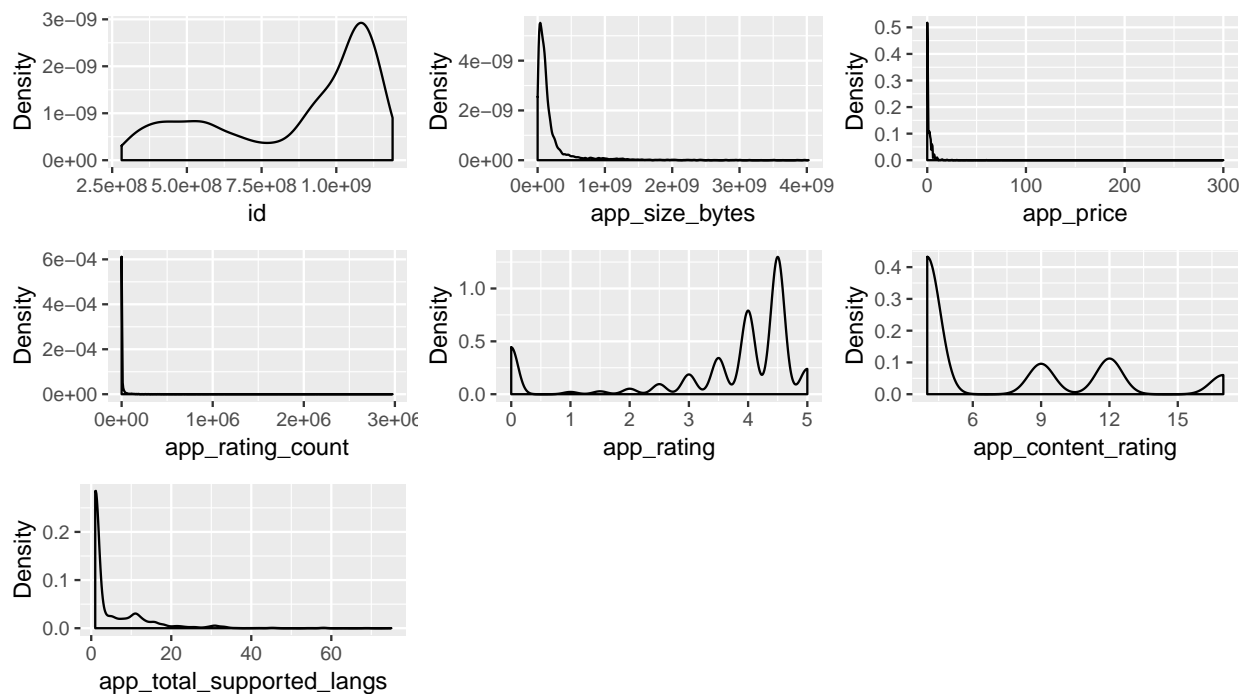 3e−09
2e−09
1e−09
0e+00
Density
2.5e+08 5.0e+08 7.5e+08 1.0e+09
id
4e−09
2e−09
0e+00
Density
0e+00 1e+09 2e+09 3e+09 4e+09
app_size_bytes
0.5
0.4
0.3
0.2
0.1
0.0
Density
0 100 200 300
app_price
6e−04
4e−04
2e−04
0e+00
Density
0e+00 1e+06 2e+06 3e+0
app_rating_count
1.0
0.5
0.0
Density
0 1 2 3 4 5
app_rating
0.4
0.3
0.2
0.1
0.0
Density
6 9 12 15
app_content_rating
0.2
0.1
0.0
Density
0 20 40 60
app_total_supported_langs